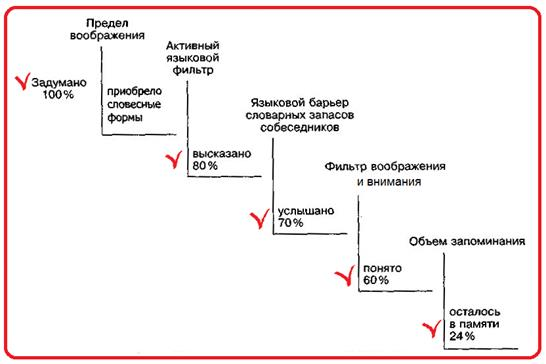 Предел
воображения
Задумано
100%
приобрело
словесные
формы
Активный
языковой
фильтр
высказано
80%
Языковой барьер
словарных запасов
собеседников
услышано
70%
Фильтр воображения
и внимания
понято
60%
Объем запоминания
осталось
в памяти
24%